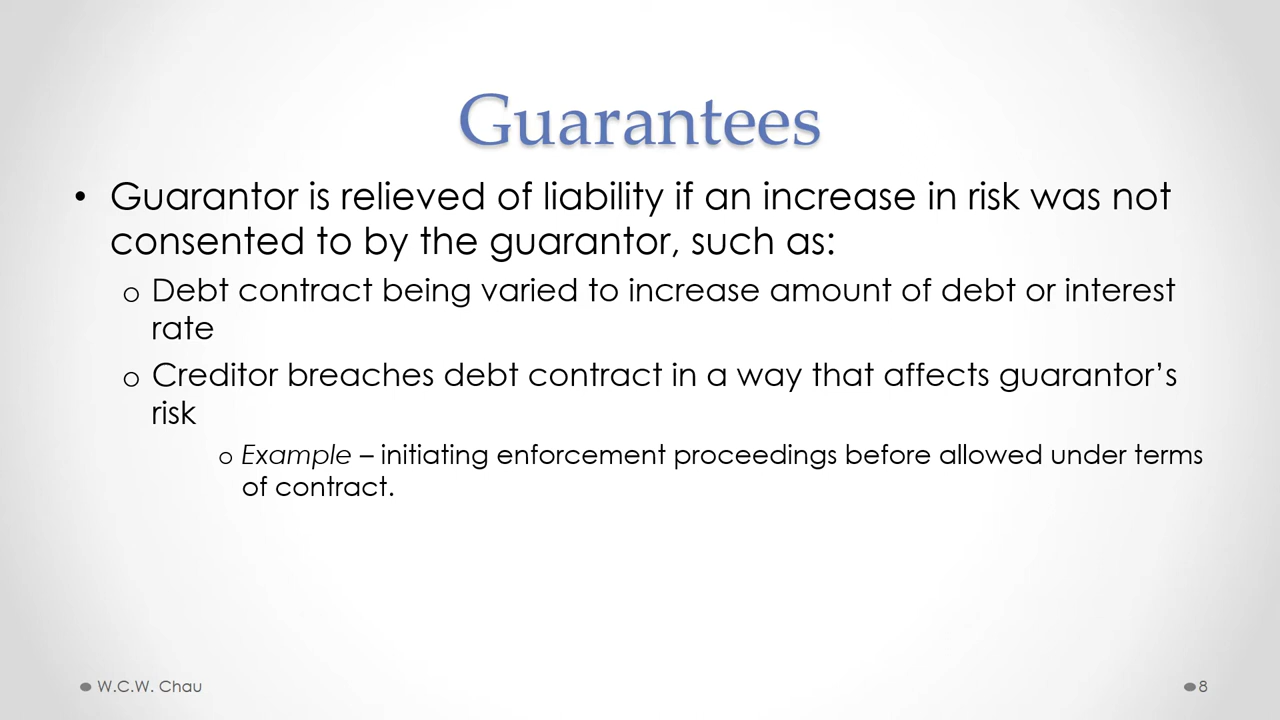 Guarantees
• Guarantor is relieved of liability if an increase in risk was not
consented to by the guarantor, such as:
o Debt contract being varied to increase amount of debt or interest
rate
o Creditor breaches debt contract in a way that affects guarantor’s
risk
o Example – initiating enforcement proceedings before allowed under terms
of contract.
W.C.W. Chau
8